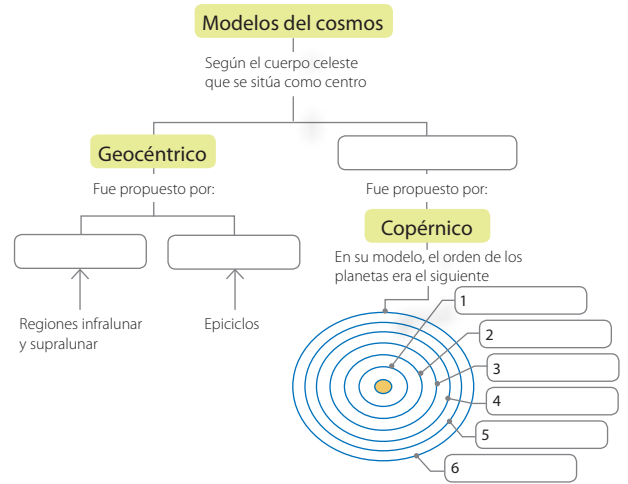 Modelos del cosmos
Según el cuerpo celeste
que se sitúa como centro
Geocéntrico
Fue propuesto por:
Fue propuesto por:
Copérnico
En su modelo, el orden de los
planetas era el siguiente
Regiones infralunar
y supralunar
Epiciclos
1
2
3
4
5
6